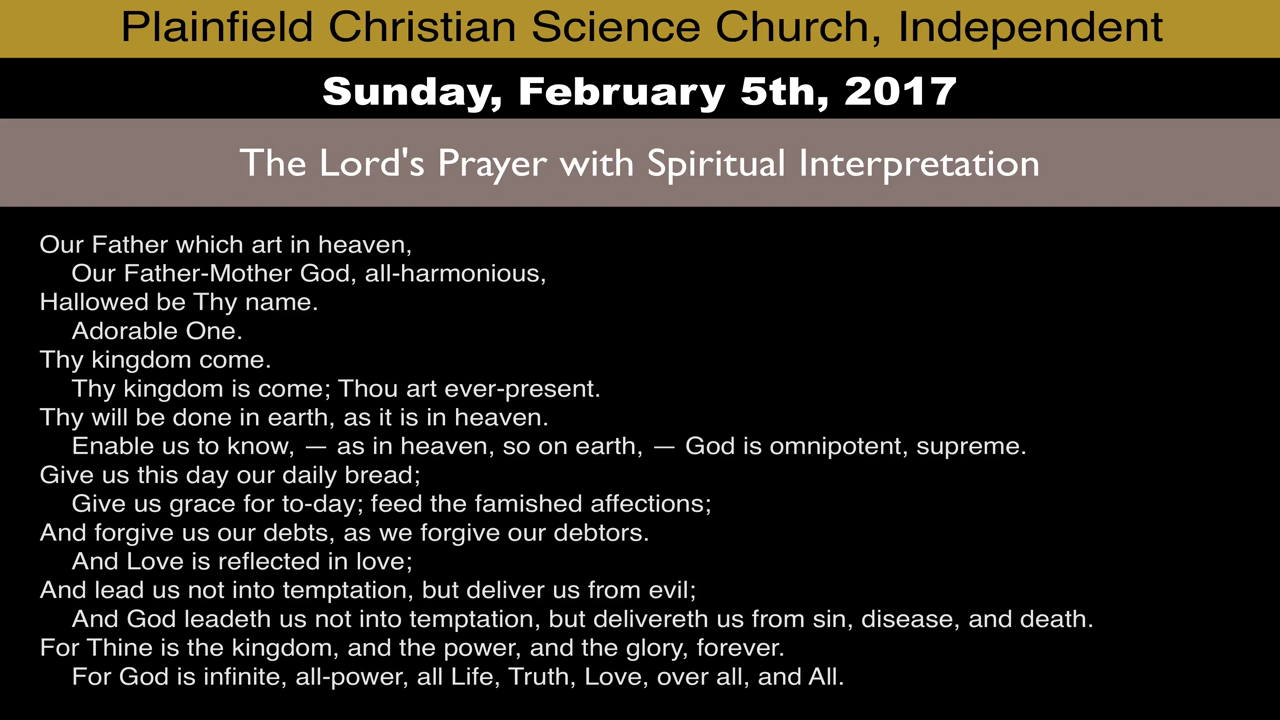 Plainfield Christian Science Church, Independent
Sunday, February 5th, 2017
The Lord's Prayer with Spiritual Interpretation
Our Father which art in heaven,
Our Father-Mother God, all-harmonious,
Hallowed be Thy name.
Adorable One.
Thy kingdom come.
Thy kingdom is come; Thou art ever-present.
Thy will be done in earth, as it is in heaven.
Enable us to know, — as in heaven, so on earth, — God is omnipotent, supreme.
Give us this day our daily bread;
Give us grace for to-day; feed the famished affections;
And forgive us our debts, as we forgive our debtors.
And Love is reflected in love;
And lead us not into temptation, but deliver us from evil;
And God leadeth us not into temptation, but delivereth us from sin, disease, and death.
For Thine is the kingdom, and the power, and the glory, forever.
For God is infinite, all-power, all Life, Truth, Love, over all, and All.